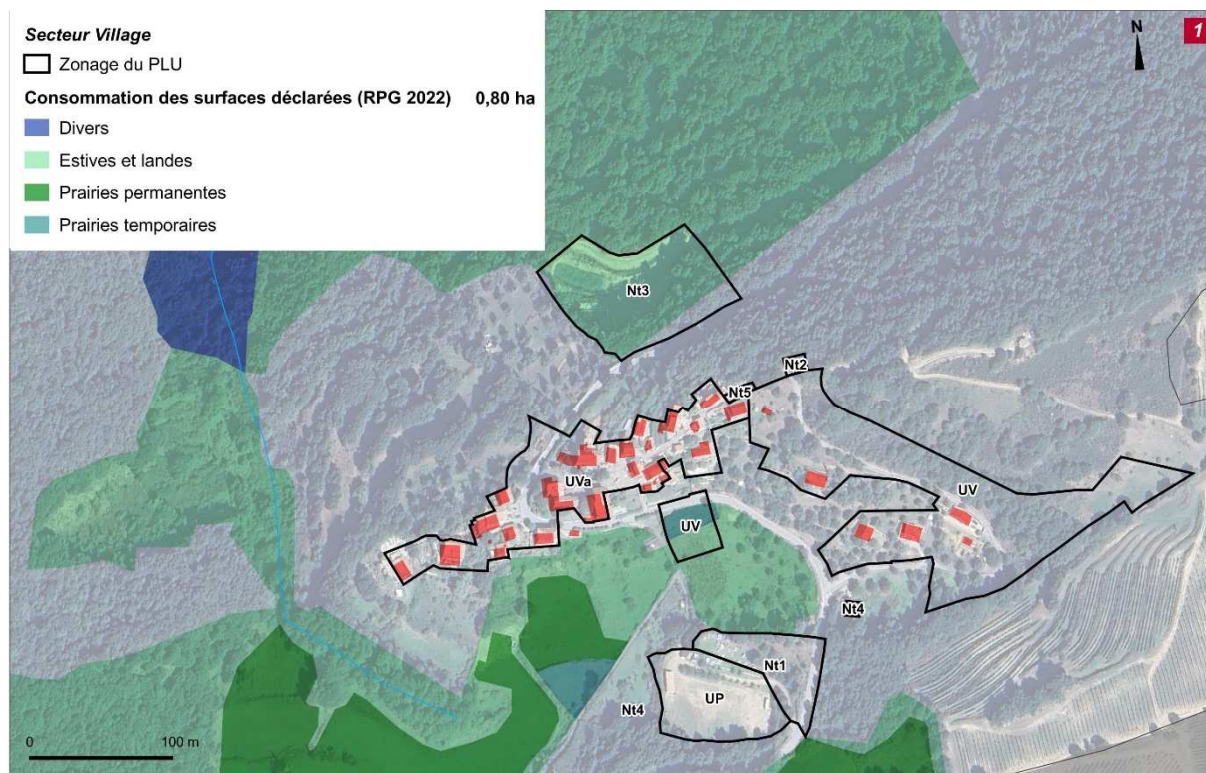 Secteur Village
Zonage du PLU
Consommation des surfaces déclarées (RPG 2022) 0,80 ha
Divers
Estives et landes
Prairies permanentes
Prairies temporaires
N
1
Nt3
Nt2
Nt5
UVa
UV
UV
Nt4
Nt1
Nt4
UP
0 100 m